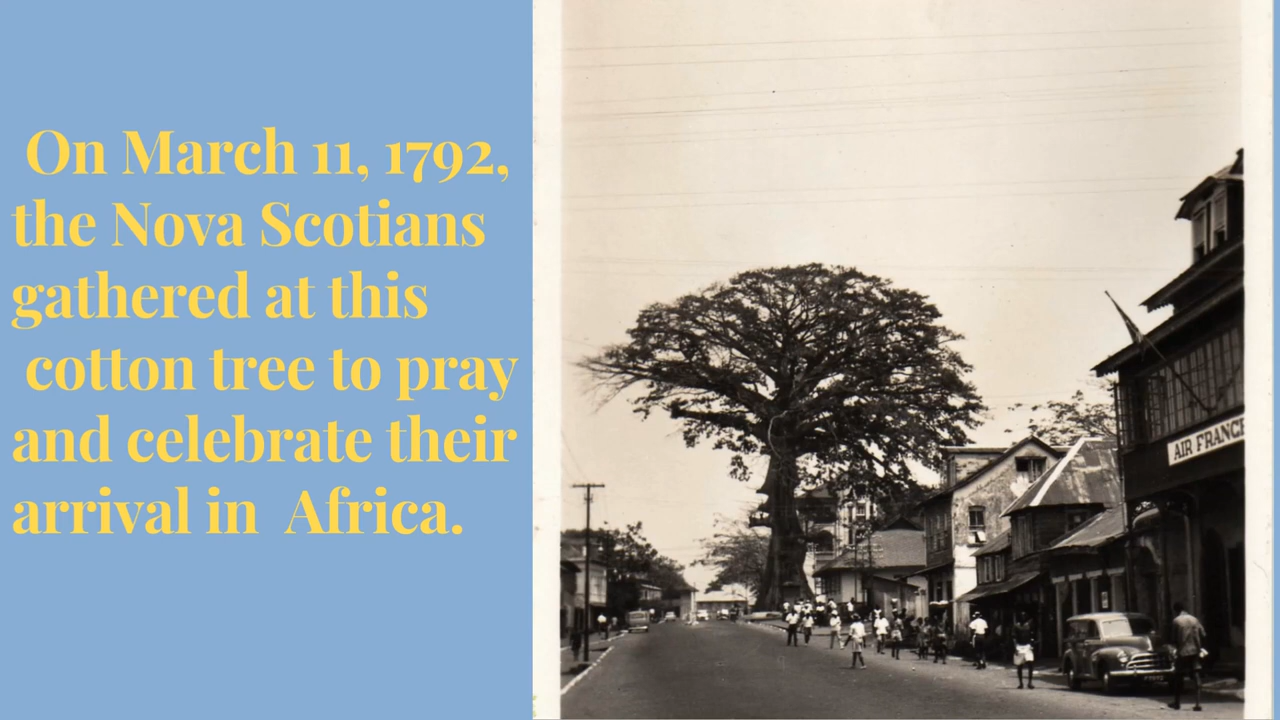 On March 11, 1792,
the Nova Scotians
gathered at this
cotton tree to pray
and celebrate their
arrival in Africa.
AIR FRANCE